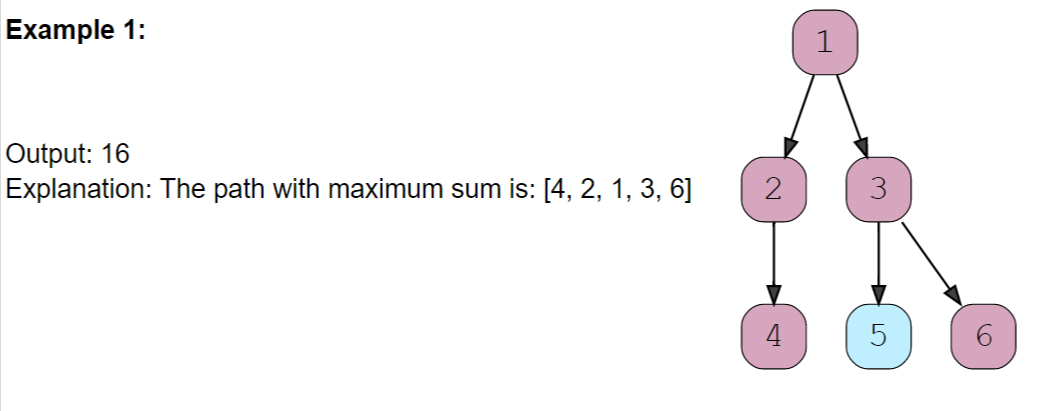 Example 1:
1
Output: 16
Explanation: The path with maximum sum is: [4, 2, 1, 3, 6]
2 3
4 5 6